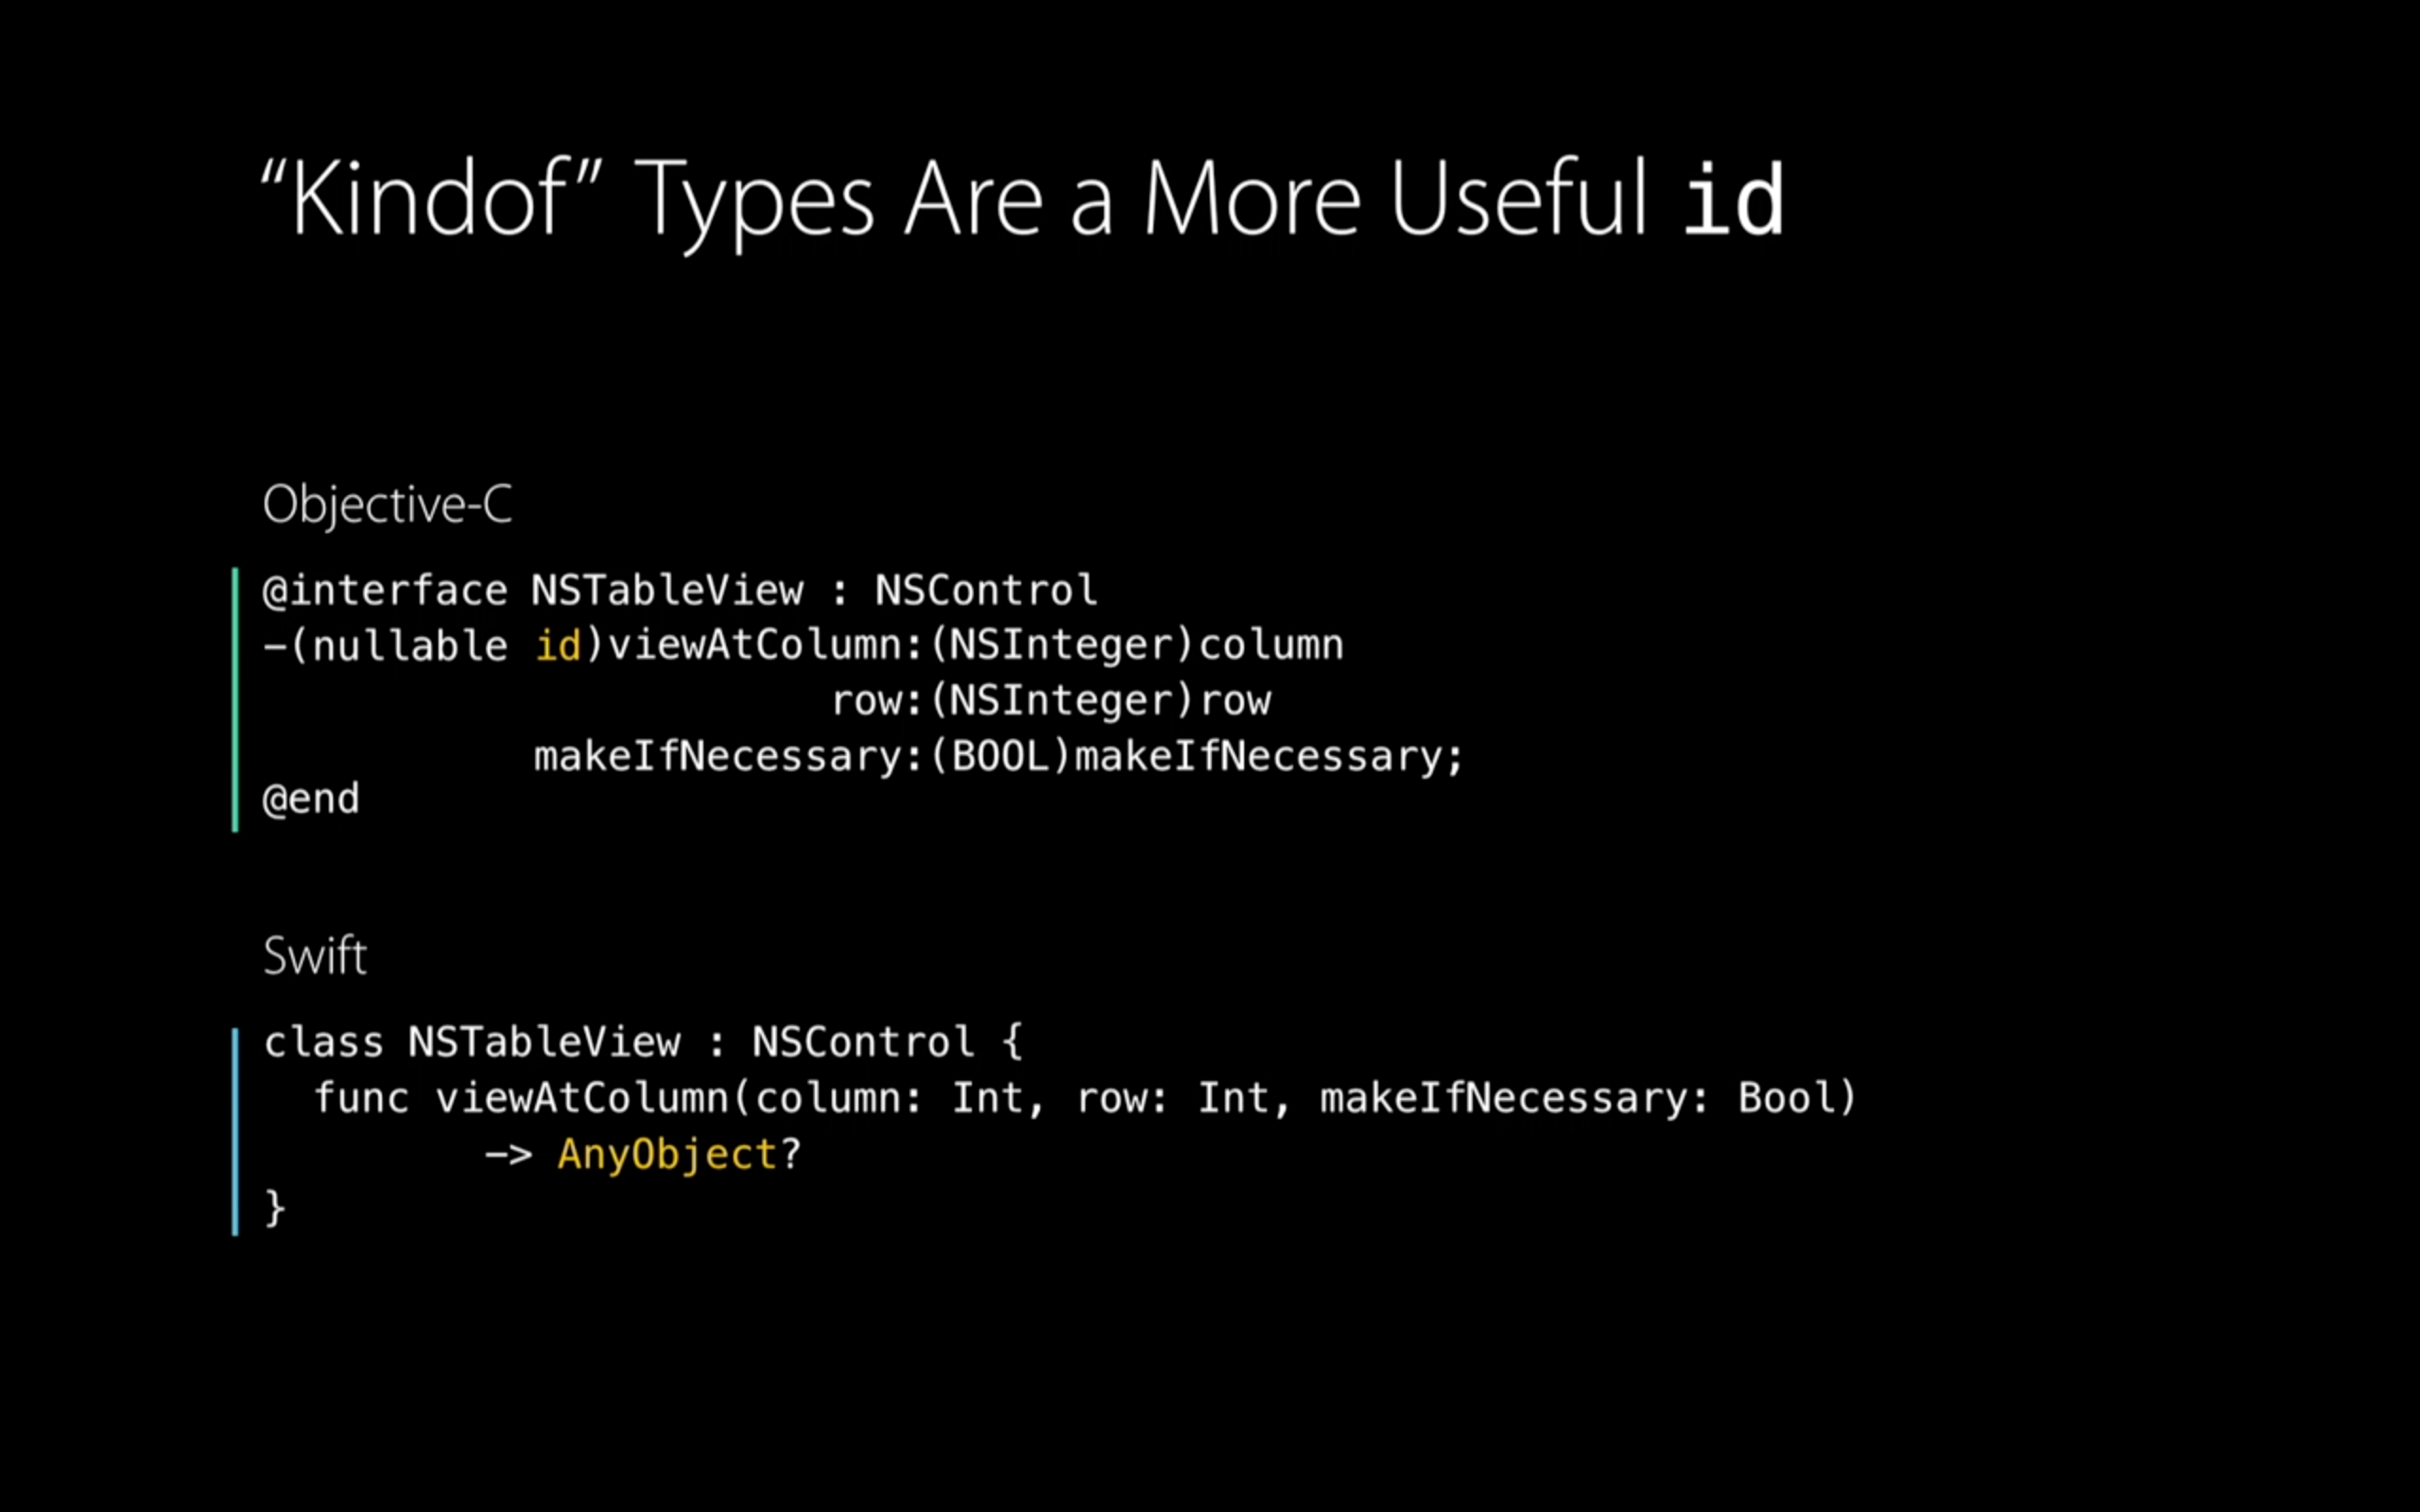 “Kindof” Types Are a More Useful id
Objective-C
@interface NSTableView : NSControl
-(nullable id)viewAtColumn:(NSInteger)column
row:(NSInteger)row
makeIfNecessary:(BOOL)makeIfNecessary;
@end
Swift
class NSTableView : NSControl {
func viewAtColumn(column: Int, row: Int, makeIfNecessary: Bool)
-> AnyObject?
}